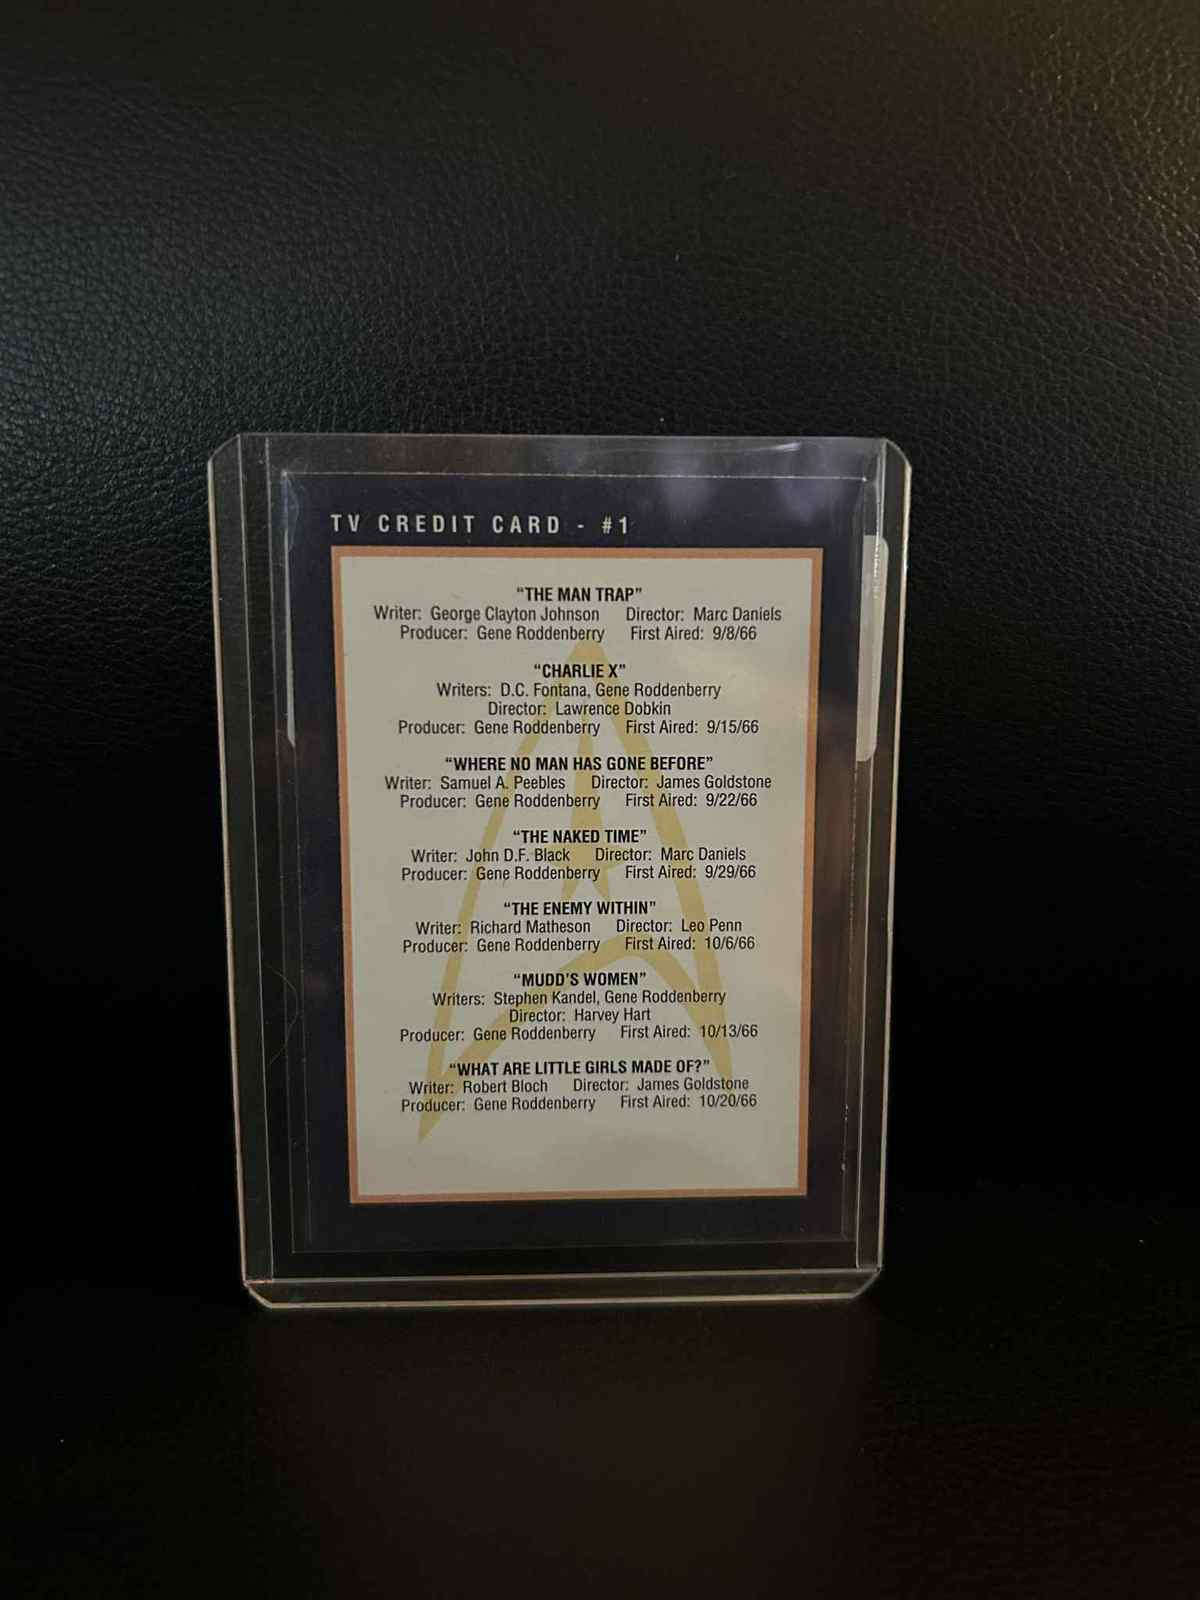 TV CREDIT CARD - #1
“THE MAN TRAP”
Writer: George Clayton Johnson Director: Marc Daniels
Producer: Gene Roddenberry First Aired: 9/8/66
“CHARLIE X”
Writers: D.C. Fontana, Gene Roddenberry
Director: Lawrence Dobkin
Producer: Gene Roddenberry First Aired: 9/15/66
“WHERE NO MAN HAS GONE BEFORE”
Writer: Samuel A. Peebles Director: James Goldstone
Producer: Gene Roddenberry First Aired: 9/22/66
“THE NAKED TIME”
Writer: John D.F. Black Director: Marc Daniels
Producer: Gene Roddenberry First Aired: 9/29/66
“THE ENEMY WITHIN”
Writer: Richard Matheson Director: Leo Penn
Producer: Gene Roddenberry First Aired: 10/6/66
“MUDD’S WOMEN”
Writers: Stephen Kandel, Gene Roddenberry
Director: Harvey Hart
Producer: Gene Roddenberry First Aired: 10/13/66
“WHAT ARE LITTLE GIRLS MADE OF?”
Writer: Robert Bloch Director: James Goldstone
Producer: Gene Roddenberry First Aired: 10/20/66